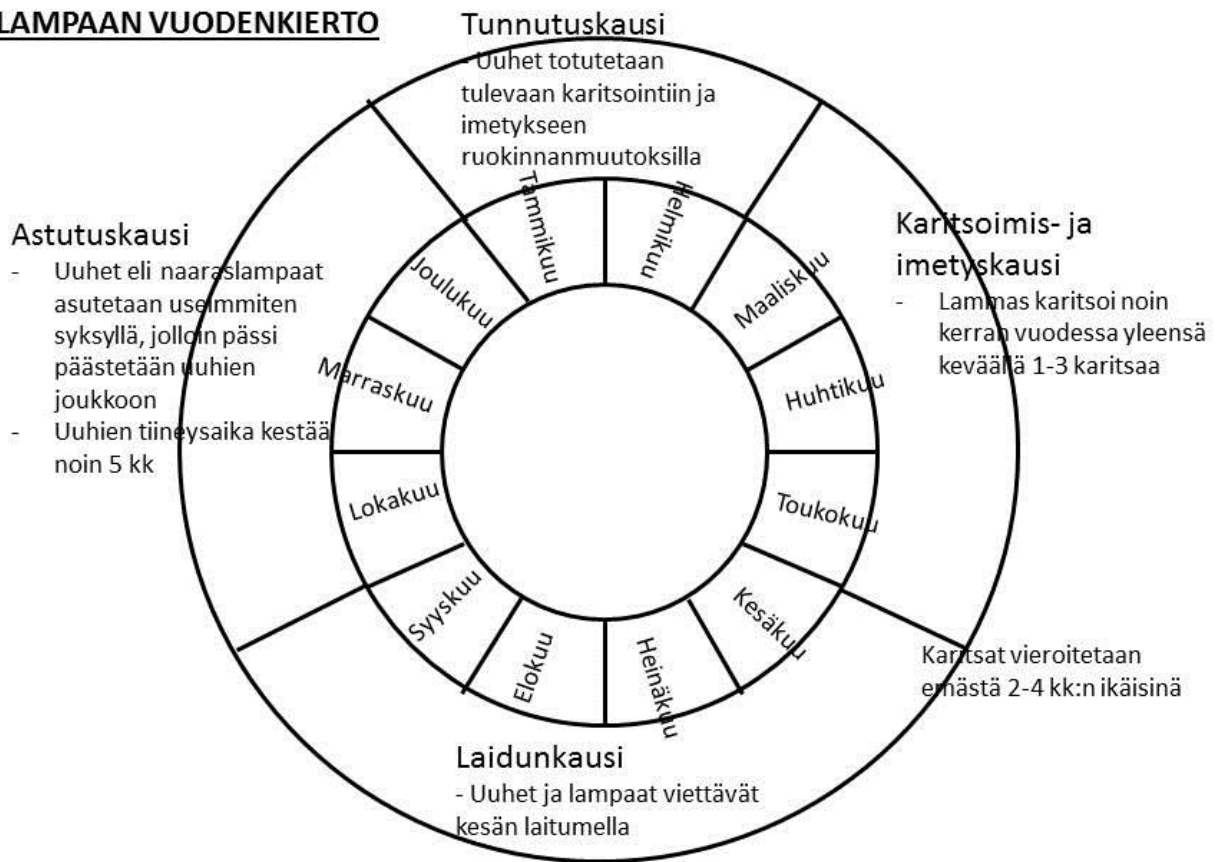 LAMPAAN VUODENKIERTO
Tunnutuskausi
- Uuhet totutetaan
tulevaan karitsointiin ja
imetykseen
ruokinnanmuutoksilla
Tammikuu
Helmikuu
Karitsoimis- ja
imetyskausi
- Lammas karitsoi noin
kerran vuodessa yleensä
keväällä 1-3 karitsaa
Maaliskuu
Huhtikuu
Toukokuu
Karitsat vieroitetaan
emästä 2-4 kk:n ikäisinä
Kesäkuu
Heinäkuu
Elokuu
Syyskuu
Laidunkausi
- Uuhet ja lampaat viettävät
kesän laitumella
Astutuskausi
- Uuhet eli naaraslampaat
asutetaan useimmiten
syksyllä, jolloin pässi
päästetään uuhien
joukkoon
- Uuhien tiineysaika kestää
noin 5 kk
Lokakuu
Marraskuu
Joulukuu